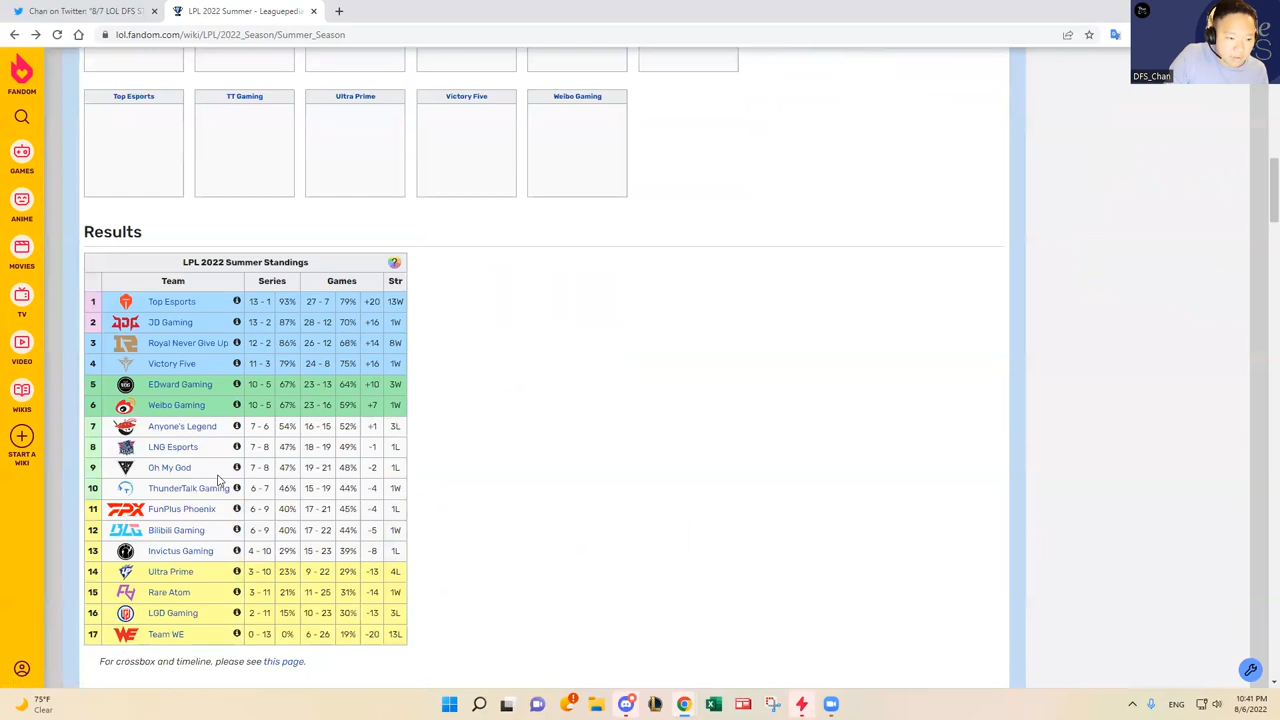 Chan on Twitter: "8/7 LOL DFS ST
LPL 2022 Summer - Leaguepedia
lol.fandom.com/wiki/LPL/2022_Season/Summer_Season
DFS_Chan
FANDOM
GAMES
ANIME
MOVIES
TV
VIDEO
WIKIS
START A
WIKI
Top Esports TT Gaming Ultra Prime Victory Five Weibo Gaming
Results
LPL 2022 Summer Standings
Team Series Games Str
1 Top Esports 13 - 1 93% 27 - 7 79% +20 13W
2 JD Gaming 13 - 2 87% 28 - 12 70% +16 1W
3 Royal Never Give Up 12 - 2 86% 26 - 12 68% +14 8W
4 Victory Five 11 - 3 79% 24 - 8 75% +16 1W
5 EDward Gaming 10 - 5 67% 23 - 13 64% +10 3W
6 Weibo Gaming 10 - 5 67% 23 - 16 59% +7 1W
7 Anyone's Legend 7 - 6 54% 16 - 15 52% +1 3L
8 LNG Esports 7 - 8 47% 18 - 19 49% -1 1L
9 Oh My God 7 - 8 47% 19 - 21 48% -2 1L
10 ThunderTalk Gaming 6 - 7 46% 15 - 19 44% -4 1W
11 FPX FunPlus Phoenix 6 - 9 40% 17 - 21 45% -4 1L
12 BLG Bilibili Gaming 6 - 9 40% 17 - 22 44% -5 1W
13 Invictus Gaming 4 - 10 29% 15 - 23 39% -8 1L
14 Ultra Prime 3 - 10 23% 9 - 22 29% -13 4L
15 Rare Atom 3 - 11 21% 11 - 25 31% -14 1W
16 LGD Gaming 2 - 11 15% 10 - 23 30% -13 3L
17 WE Team WE 0 - 13 0% 6 - 26 19% -20 13L
For crossbox and timeline, please see this page.
75°F
Clear
ENG
10:41 PM
8/6/2022